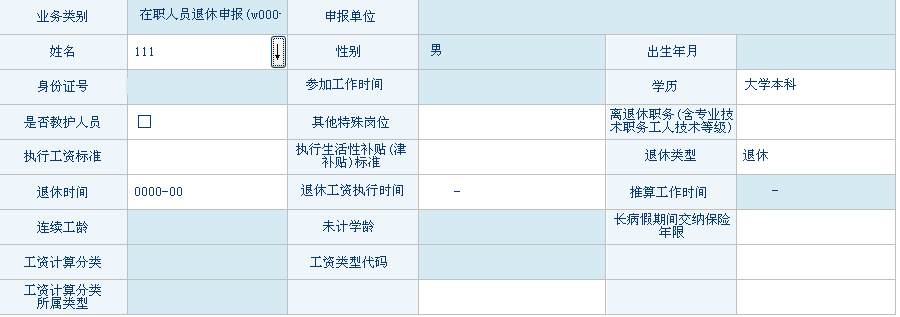 业务类别 在职人员退休申报(w000- 申报单位
姓名 111 性别 男 出生年月
身份证号 参加工作时间 学历 大学本科
是否教护人员 其他特殊岗位 离退休职务(含专业技
术职务工人技术等级)
执行工资标准 执行生活性补贴(津
补贴)标准 退休类型 退休
退休时间 0000-00 退休工资执行时间 - 推算工作时间 -
连续工龄 未计学龄 长病假期间交纳保险
年限
工资计算分类 工资类型代码
工资计算分类
所属类型